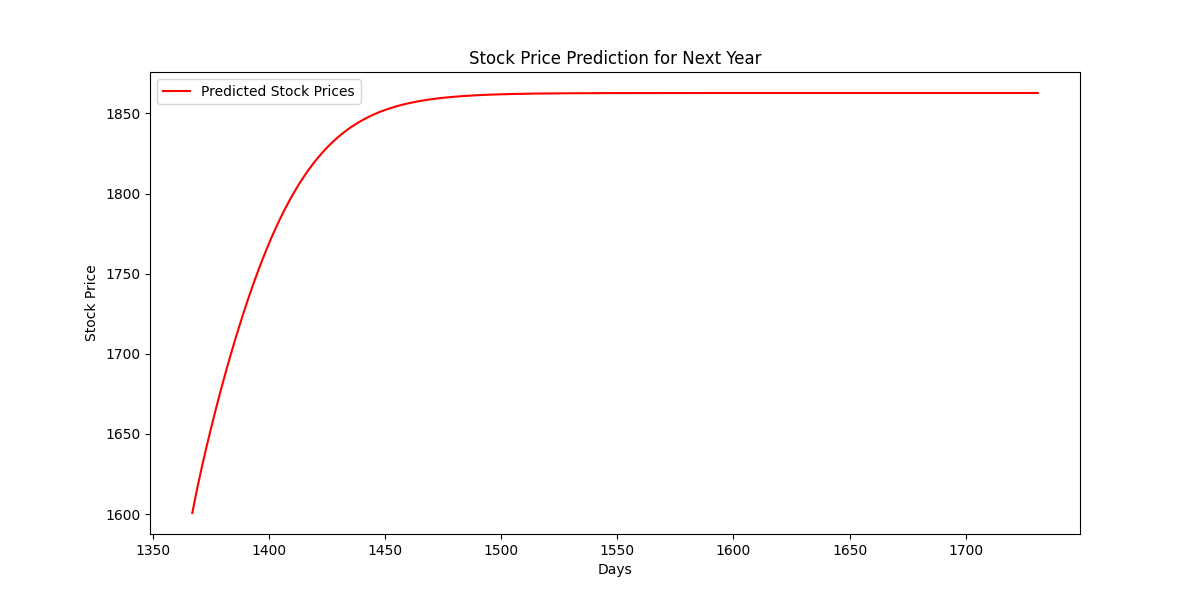 Stock Price Prediction for Next Year
Predicted Stock Prices
1850
1800
1750
1700
1650
1600
Stock Price
1350 1400 1450 1500 1550 1600 1650 1700
Days